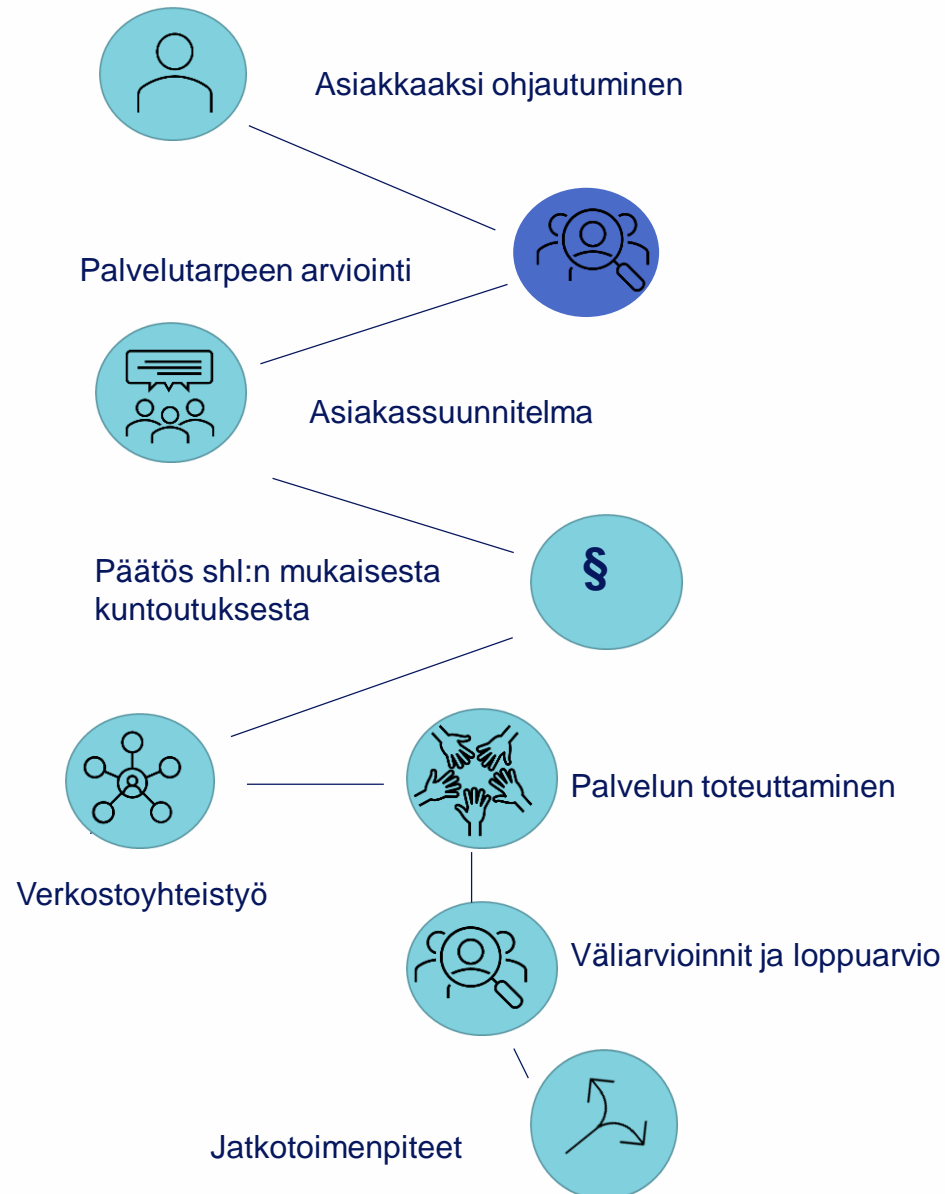 Asiakkaaksi ohjautuminen
Palvelutarpeen arviointi
Asiakassuunnitelma
§
Päätös shl:n mukaisesta
kuntoutuksesta
Palvelun toteuttaminen
Verkostoyhteistyö
Väliarvioinnit ja loppuarvio
Jatkotoimenpiteet